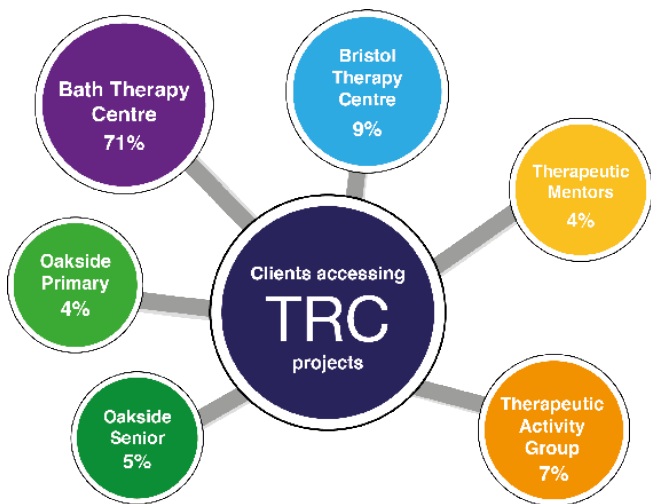 Bath Therapy
Centre
71%
Bristol
Therapy
Centre
9%
Therapeutic
Mentors
4%
Oakside
Primary
4%
Clients accessing
TRC
projects
Oakside
Senior
5%
Therapeutic
Activity
Group
7%